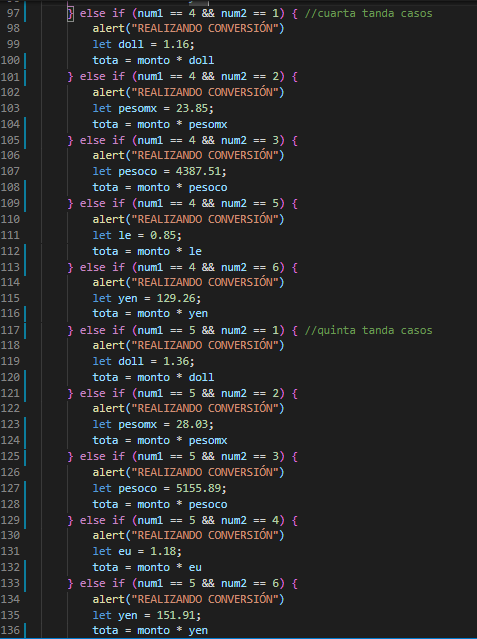 97 } else if (num1 == 4 && num2 == 1) { //cuarta tanda casos
98 alert("REALIZANDO CONVERSIÓN")
99 let doll = 1.16;
100 tota = monto * doll
101 } else if (num1 == 4 && num2 == 2) {
102 alert("REALIZANDO CONVERSIÓN")
103 let pesomx = 23.85;
104 tota = monto * pesomx
105 } else if (num1 == 4 && num2 == 3) {
106 alert("REALIZANDO CONVERSIÓN")
107 let pesoco = 4387.51;
108 tota = monto * pesoco
109 } else if (num1 == 4 && num2 == 5) {
110 alert("REALIZANDO CONVERSIÓN")
111 let le = 0.85;
112 tota = monto * le
113 } else if (num1 == 4 && num2 == 6) {
114 alert("REALIZANDO CONVERSIÓN")
115 let yen = 129.26;
116 tota = monto * yen
117 } else if (num1 == 5 && num2 == 1) { //quinta tanda casos
118 alert("REALIZANDO CONVERSIÓN")
119 let doll = 1.36;
120 tota = monto * doll
121 } else if (num1 == 5 && num2 == 2) {
122 alert("REALIZANDO CONVERSIÓN")
123 let pesomx = 28.03;
124 tota = monto * pesomx
125 } else if (num1 == 5 && num2 == 3) {
126 alert("REALIZANDO CONVERSIÓN")
127 let pesoco = 5155.89;
128 tota = monto * pesoco
129 } else if (num1 == 5 && num2 == 4) {
130 alert("REALIZANDO CONVERSIÓN")
131 let eu = 1.18;
132 tota = monto * eu
133 } else if (num1 == 5 && num2 == 6) {
134 alert("REALIZANDO CONVERSIÓN")
135 let yen = 151.91;
136 tota = monto * yen